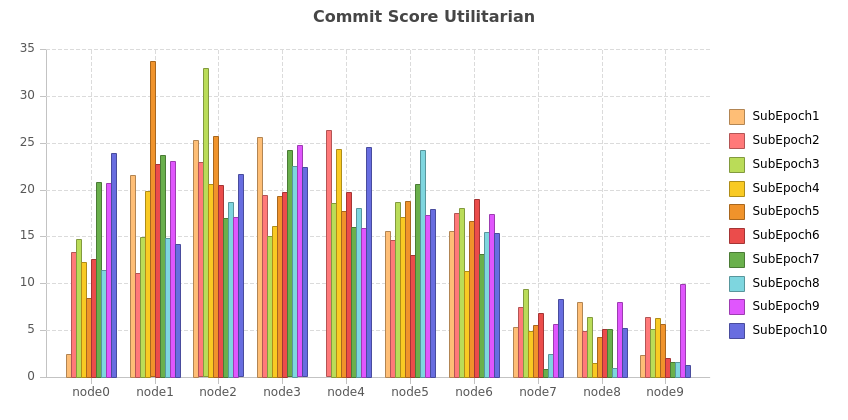 Commit Score Utilitarian
35
30
25
20
15
10
5
0
node0 node1 node2 node3 node4 node5 node6 node7 node8 node9
SubEpoch1
SubEpoch2
SubEpoch3
SubEpoch4
SubEpoch5
SubEpoch6
SubEpoch7
SubEpoch8
SubEpoch9
SubEpoch10